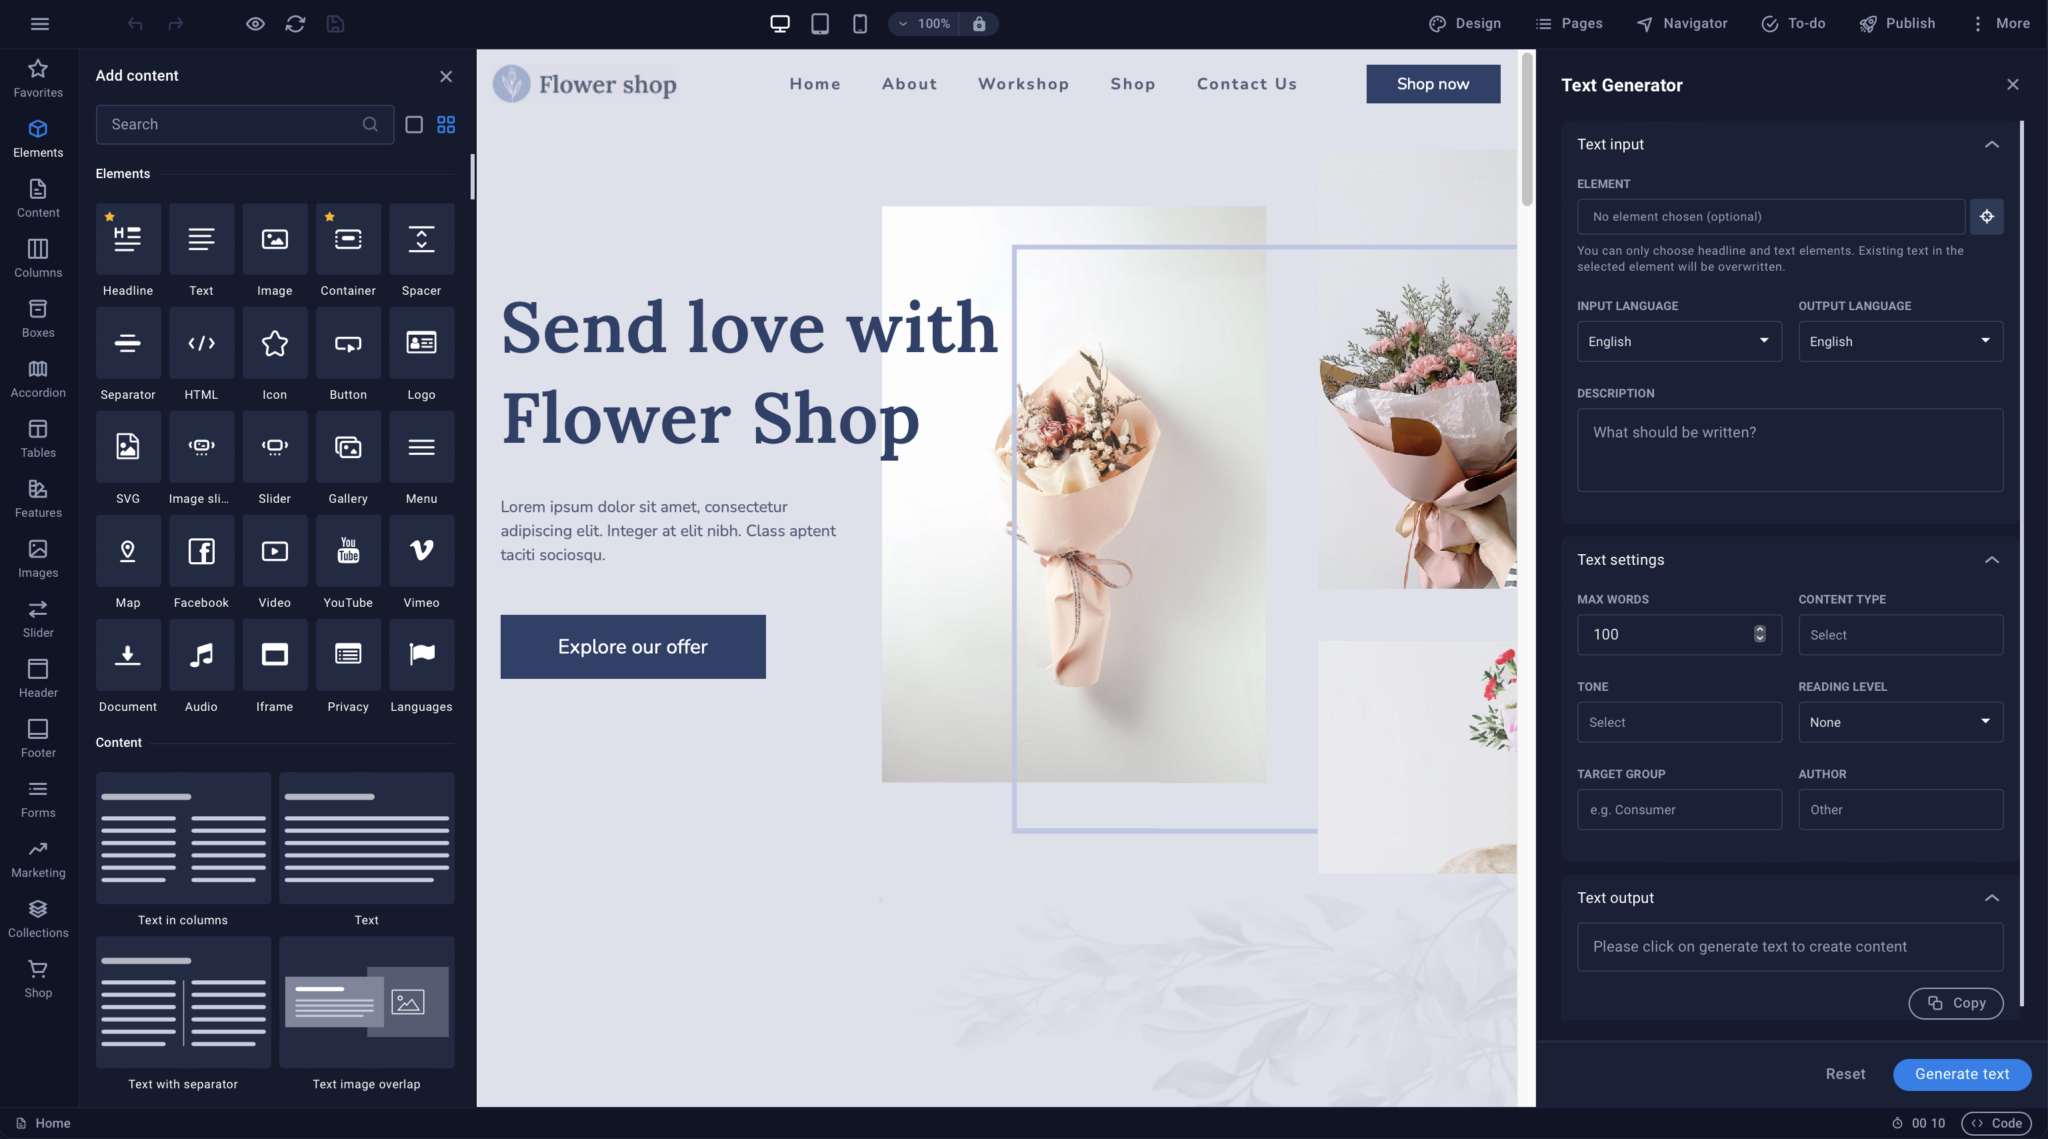 100%
Design
Pages
Navigator
To-do
Publish
More
Favorites
Elements
Content
Columns
Boxes
Accordion
Tables
Features
Images
Slider
Header
Footer
Forms
Marketing
Collections
Shop
Add content
Search
Elements
Headline
Text
Image
Container
Spacer
Separator
HTML
Icon
Button
Logo
SVG
Image sli...
Slider
Gallery
Menu
Map
Facebook
Video
You
Tube
YouTube
Vimeo
Document
Audio
Iframe
Privacy
Languages
Content
Text in columns
Text
Text with separator
Text image overlap
Flower shop
Home
About
Workshop
Shop
Contact Us
Shop now
Send love with
Flower Shop
Lorem ipsum dolor sit amet, consectetur
adipiscing elit. Integer at elit nibh. Class aptent
taciti sociosqu.
Explore our offer
Text Generator
Text input
ELEMENT
No element chosen (optional)
You can only choose headline and text elements. Existing text in the
selected element will be overwritten.
INPUT LANGUAGE
OUTPUT LANGUAGE
English
English
DESCRIPTION
What should be written?
Text settings
MAX WORDS
CONTENT TYPE
100
Select
TONE
READING LEVEL
Select
None
TARGET GROUP
AUTHOR
e.g. Consumer
Other
Text output
Please click on generate text to create content
Copy
Reset
Generate text
Home
00 10
Code